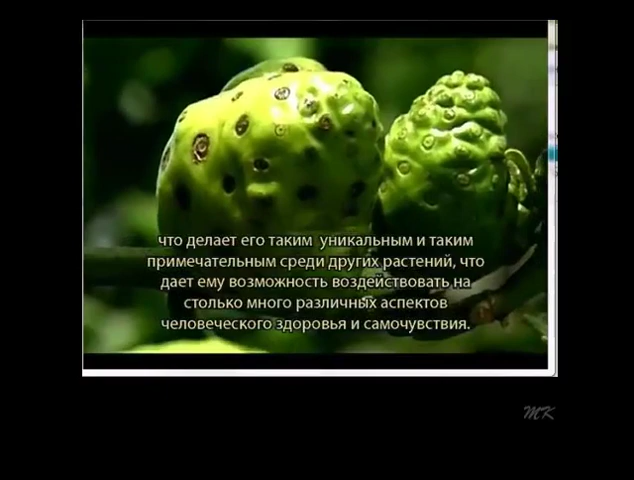 что делает его таким уникальным и таким
примечательным среди других растений, что
дает ему возможность воздействовать на
столько много различных аспектов
человеческого здоровья и самочувствия.
МК